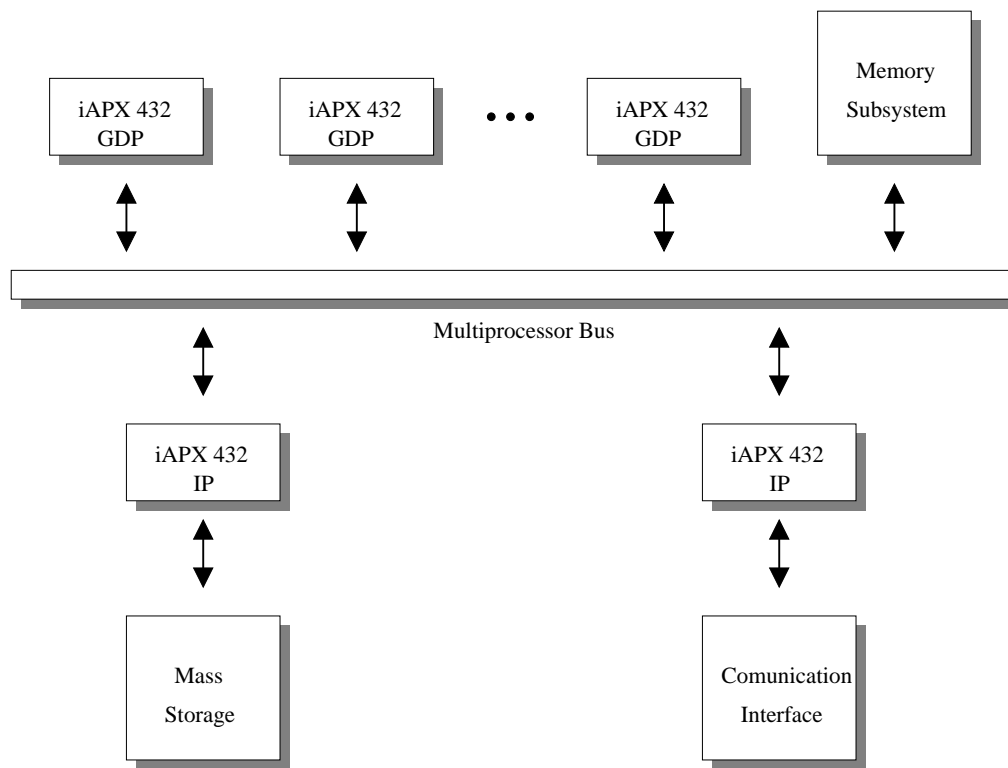 iAPX 432
GDP
iAPX 432
GDP
•••
iAPX 432
GDP
Memory
Subsystem
Multiprocessor Bus
iAPX 432
IP
iAPX 432
IP
Mass
Storage
Comunication
Interface